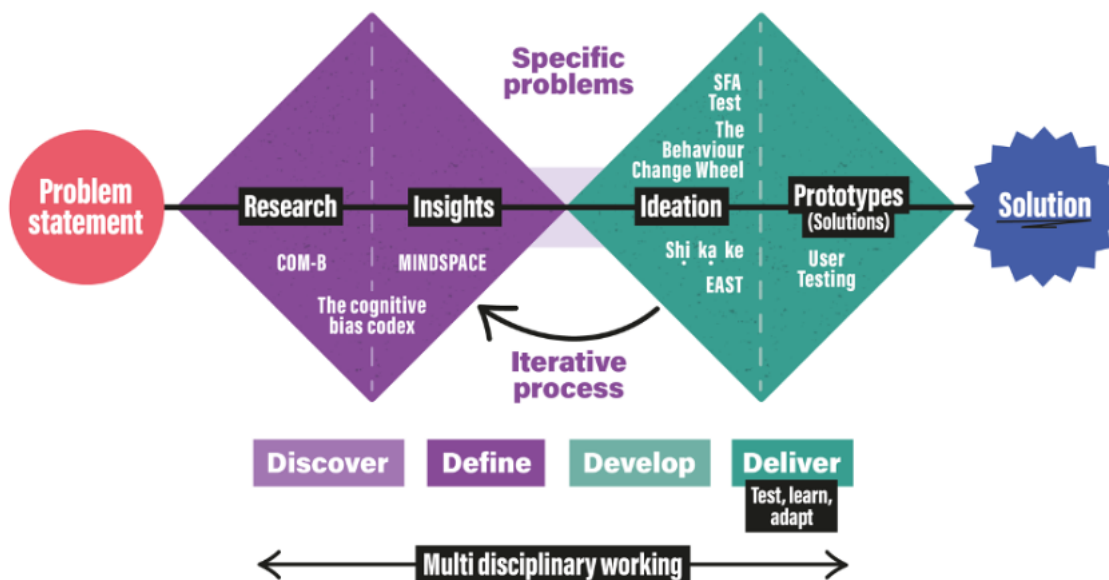 Specific
problems
SFA
Test
The
Behaviour
Change Wheel
Problem
statement
Research
Insights
Ideation
Prototypes
(Solutions)
Solution
COM-B
MINDSPACE
The cognitive
bias codex
Shi ka ke
EAST
User
Testing
Iterative
process
Discover
Define
Develop
Deliver
Test, learn,
adapt
Multi disciplinary working